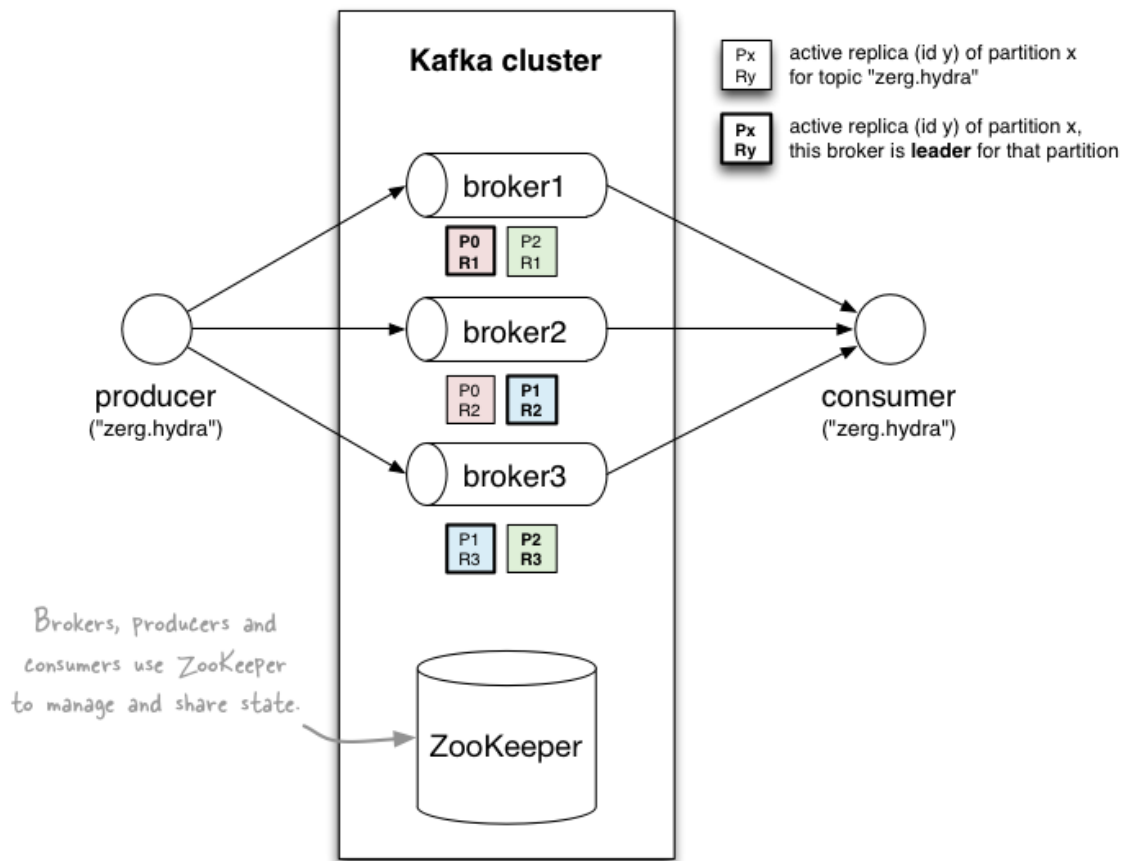 Kafka cluster
Px
Ry
active replica (id y) of partition x
for topic "zerg.hydra"
Px
Ry
active replica (id y) of partition x,
this broker is leader for that partition
broker1
P0
R1
P2
R1
producer
("zerg.hydra")
broker2
P0
R2
P1
R2
consumer
("zerg.hydra")
broker3
P1
R3
P2
R3
Brokers, producers and
consumers use ZooKeeper
to manage and share state.
ZooKeeper